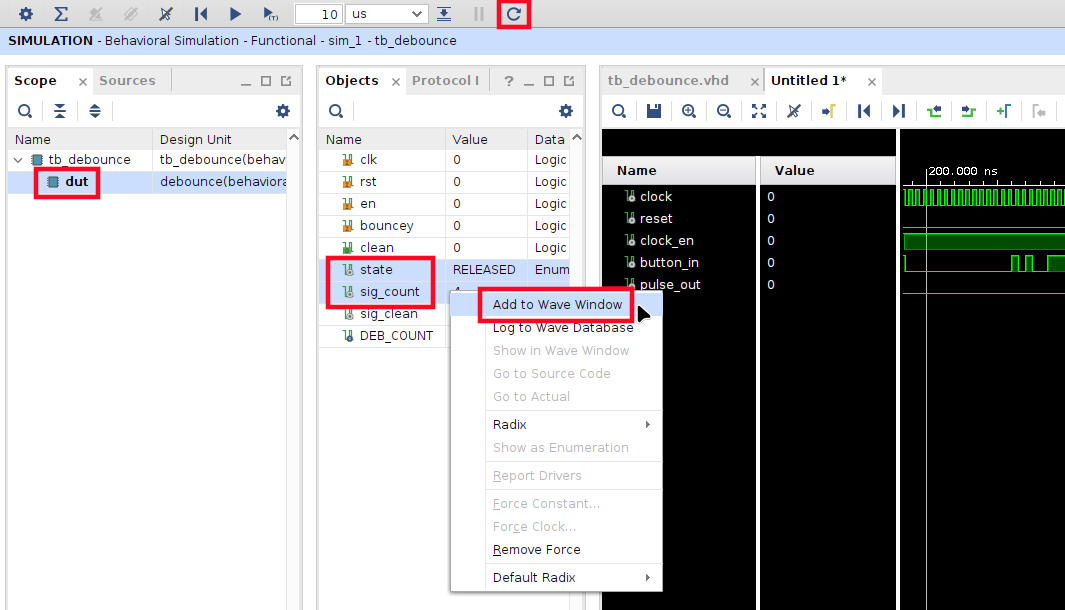 (T) 10 us
SIMULATION - Behavioral Simulation - Functional - sim_1 - tb_debounce
Scope Sources
Name Design Unit
tb_debounce tb_debounce(behav
dut debounce(behaviora
Objects Protocol I ?
Name Value Data
clk 0 Logic
rst 0 Logic
en 0 Logic
bouncey 0 Logic
clean 0 Logic
state RELEASED Enum
sig_count
sig_clean
DEB_COUNT
Add to Wave Window
Log to Wave Database
Show in Wave Window
Go to Source Code
Go to Actual
Radix
Show as Enumeration
Report Drivers
Force Constant...
Force Clock...
Remove Force
Default Radix
tb_debounce.vhd Untitled 1*
Name Value
clock 0
reset 0
clock_en 0
button_in 0
pulse_out 0
200.000 ns